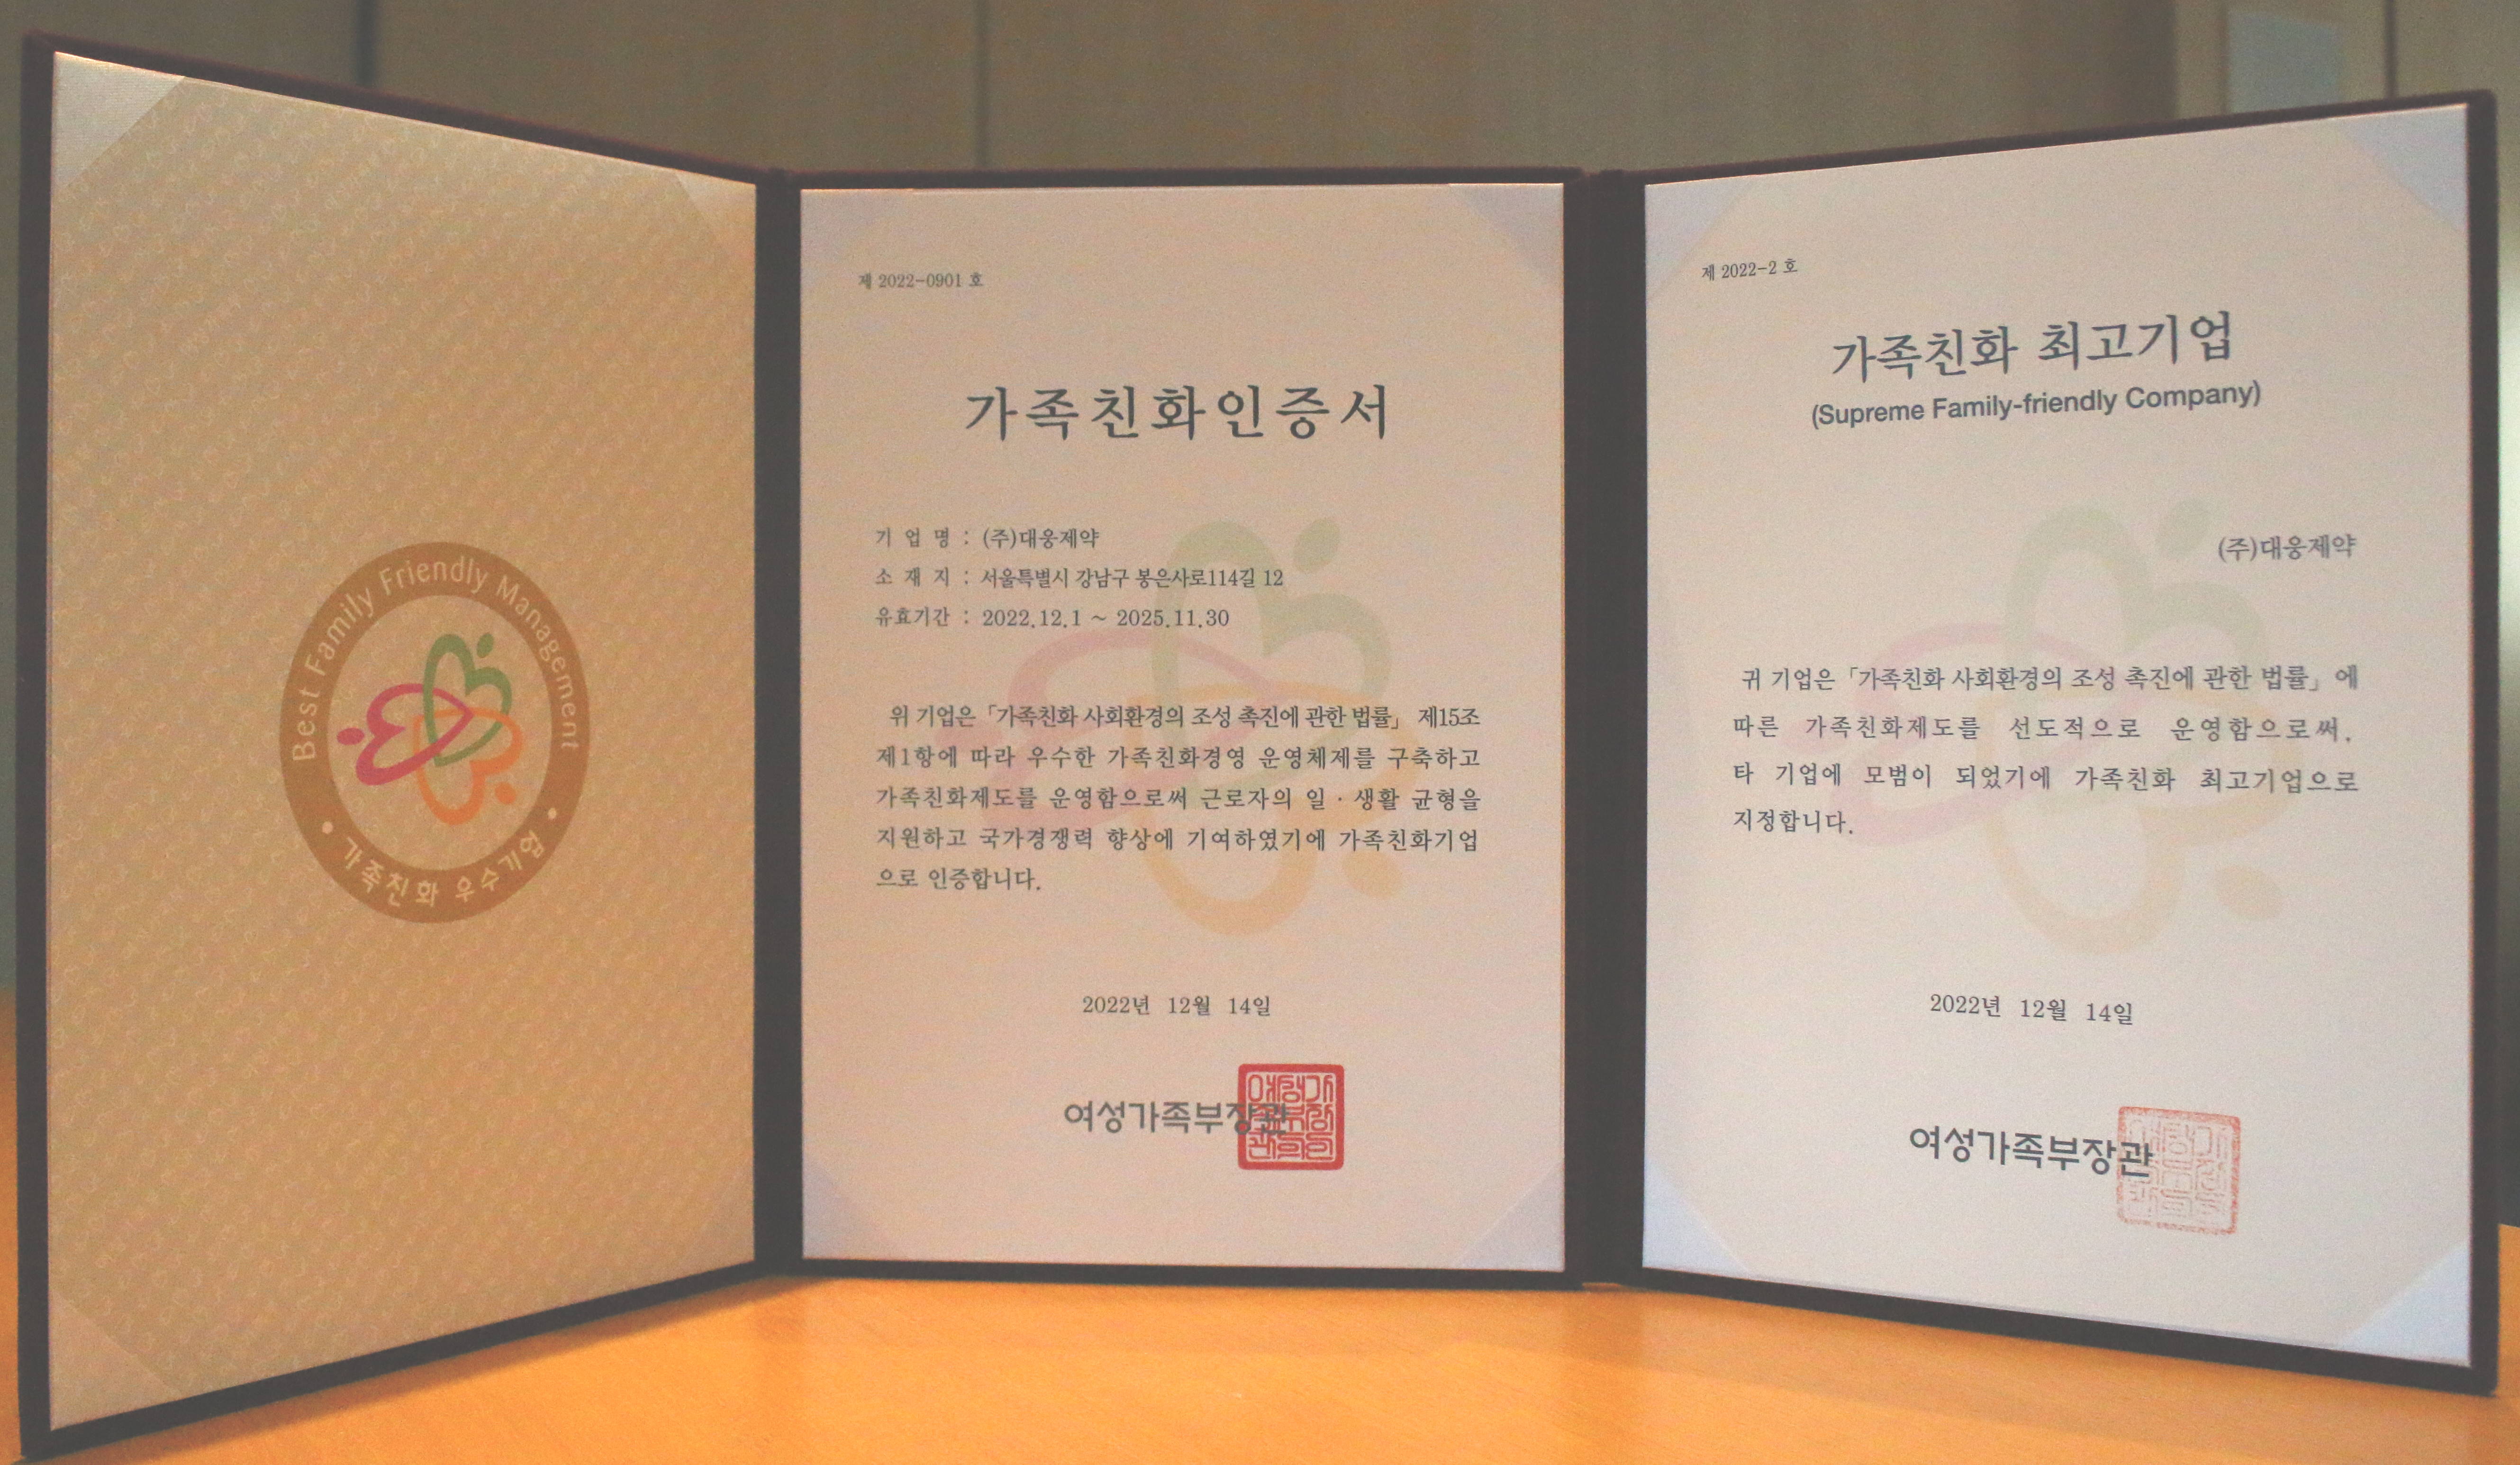 Best Family Friendly Management
가족친화 우수기업
제 2022-0901 호
가족친화인증서
기 업 명 : (주)대웅제약
소 재 지 : 서울특별시 강남구 봉은사로114길 12
유효기간 : 2022.12.1 ~ 2025.11.30
위 기업은「가족친화 사회환경의 조성 촉진에 관한 법률」 제15조
제1항에 따라 우수한 가족친화경영 운영체제를 구축하고
가족친화제도를 운영함으로써 근로자의 일·생활 균형을
지원하고 국가경쟁력 향상에 기여하였기에 가족친화기업
으로 인증합니다.
2022년 12월 14일
여성가족부장관
제 2022-2 호
가족친화 최고기업
(Supreme Family-friendly Company)
(주)대웅제약
귀 기업은「가족친화 사회환경의 조성 촉진에 관한 법률」에
따른 가족친화제도를 선도적으로 운영함으로써,
타 기업에 모범이 되었기에 가족친화 최고기업으로
지정합니다.
2022년 12월 14일
여성가족부장관